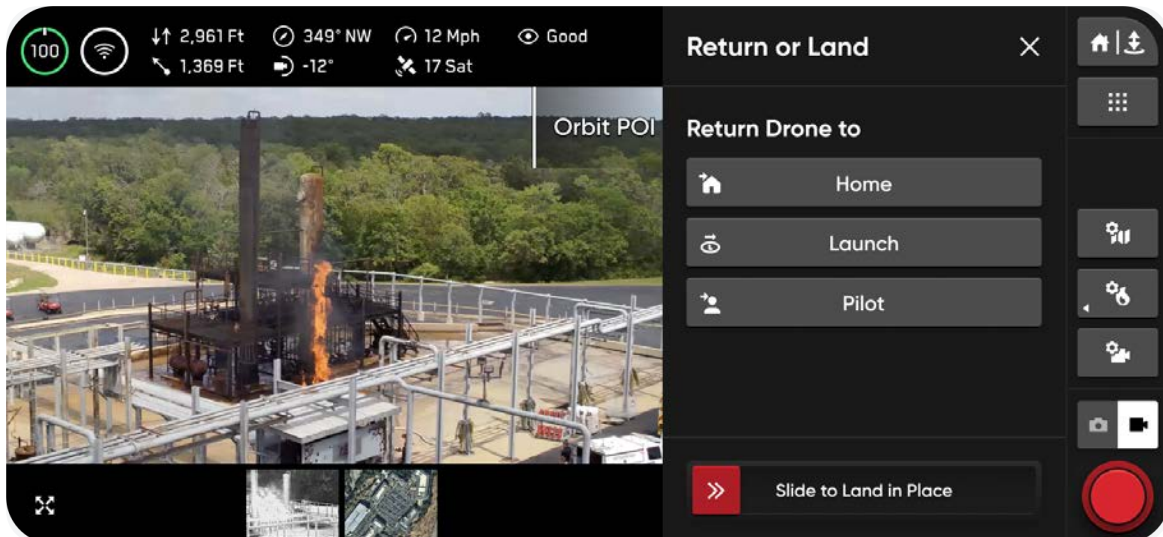 100
2,961 Ft
349° NW
12 Mph
Good
1,369 Ft
-12°
17 Sat
Orbit POI
Return or Land
Return Drone to
Home
Launch
Pilot
Slide to Land in Place